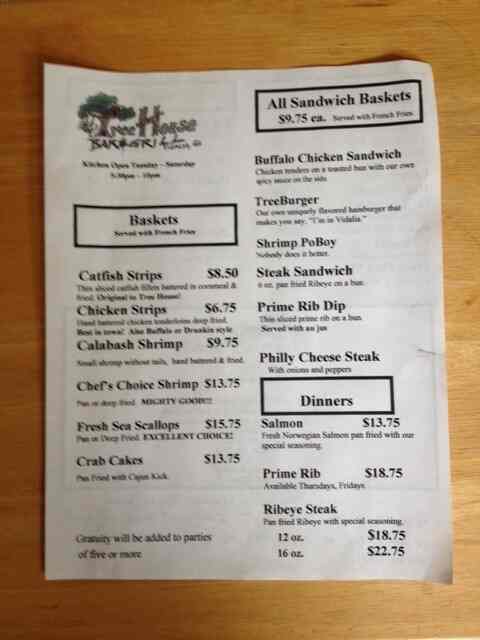 Tree House
BAR & GRILL
Kitchen Open Tuesday – Saturday
5:30pm – 10pm
Baskets
Served with French Fries
Catfish Strips $8.50
Thin sliced catfish fillets battered in cornmeal &
fried. Original to Tree House!
Chicken Strips $6.75
Hand battered chicken tenderloins deep fried.
Best in town! Also Buffalo or Drunkin style
Calabash Shrimp $9.75
Small shrimp without tails, hand battered & fried.
Chef's Choice Shrimp $13.75
Pan or deep fried. MIGHTY GOOD!!!
Fresh Sea Scallops $15.75
Pan or Deep Fried. EXCELLENT CHOICE!
Crab Cakes $13.75
Pan Fried with Cajun Kick.
Gratuity will be added to parties
of five or more
All Sandwich Baskets
$9.75 ea. Served with French Fries
Buffalo Chicken Sandwich
Chicken tenders on a toasted bun with our own
spicy sauce on the side.
TreeBurger
Our own uniquely flavored hamburger that
makes you say, "I'm in Vidalia."
Shrimp PoBoy
Nobody does it better.
Steak Sandwich
6 oz. pan fried Ribeye on a bun.
Prime Rib Dip
Thin sliced prime rib on a bun.
Served with au jus
Philly Cheese Steak
With onions and peppers
Dinners
Salmon $13.75
Fresh Norwegian Salmon pan fried with our
special seasoning.
Prime Rib $18.75
Available Thursdays, Fridays
Ribeye Steak
Pan fried Ribeye with special seasoning.
12 oz. $18.75
16 oz. $22.75